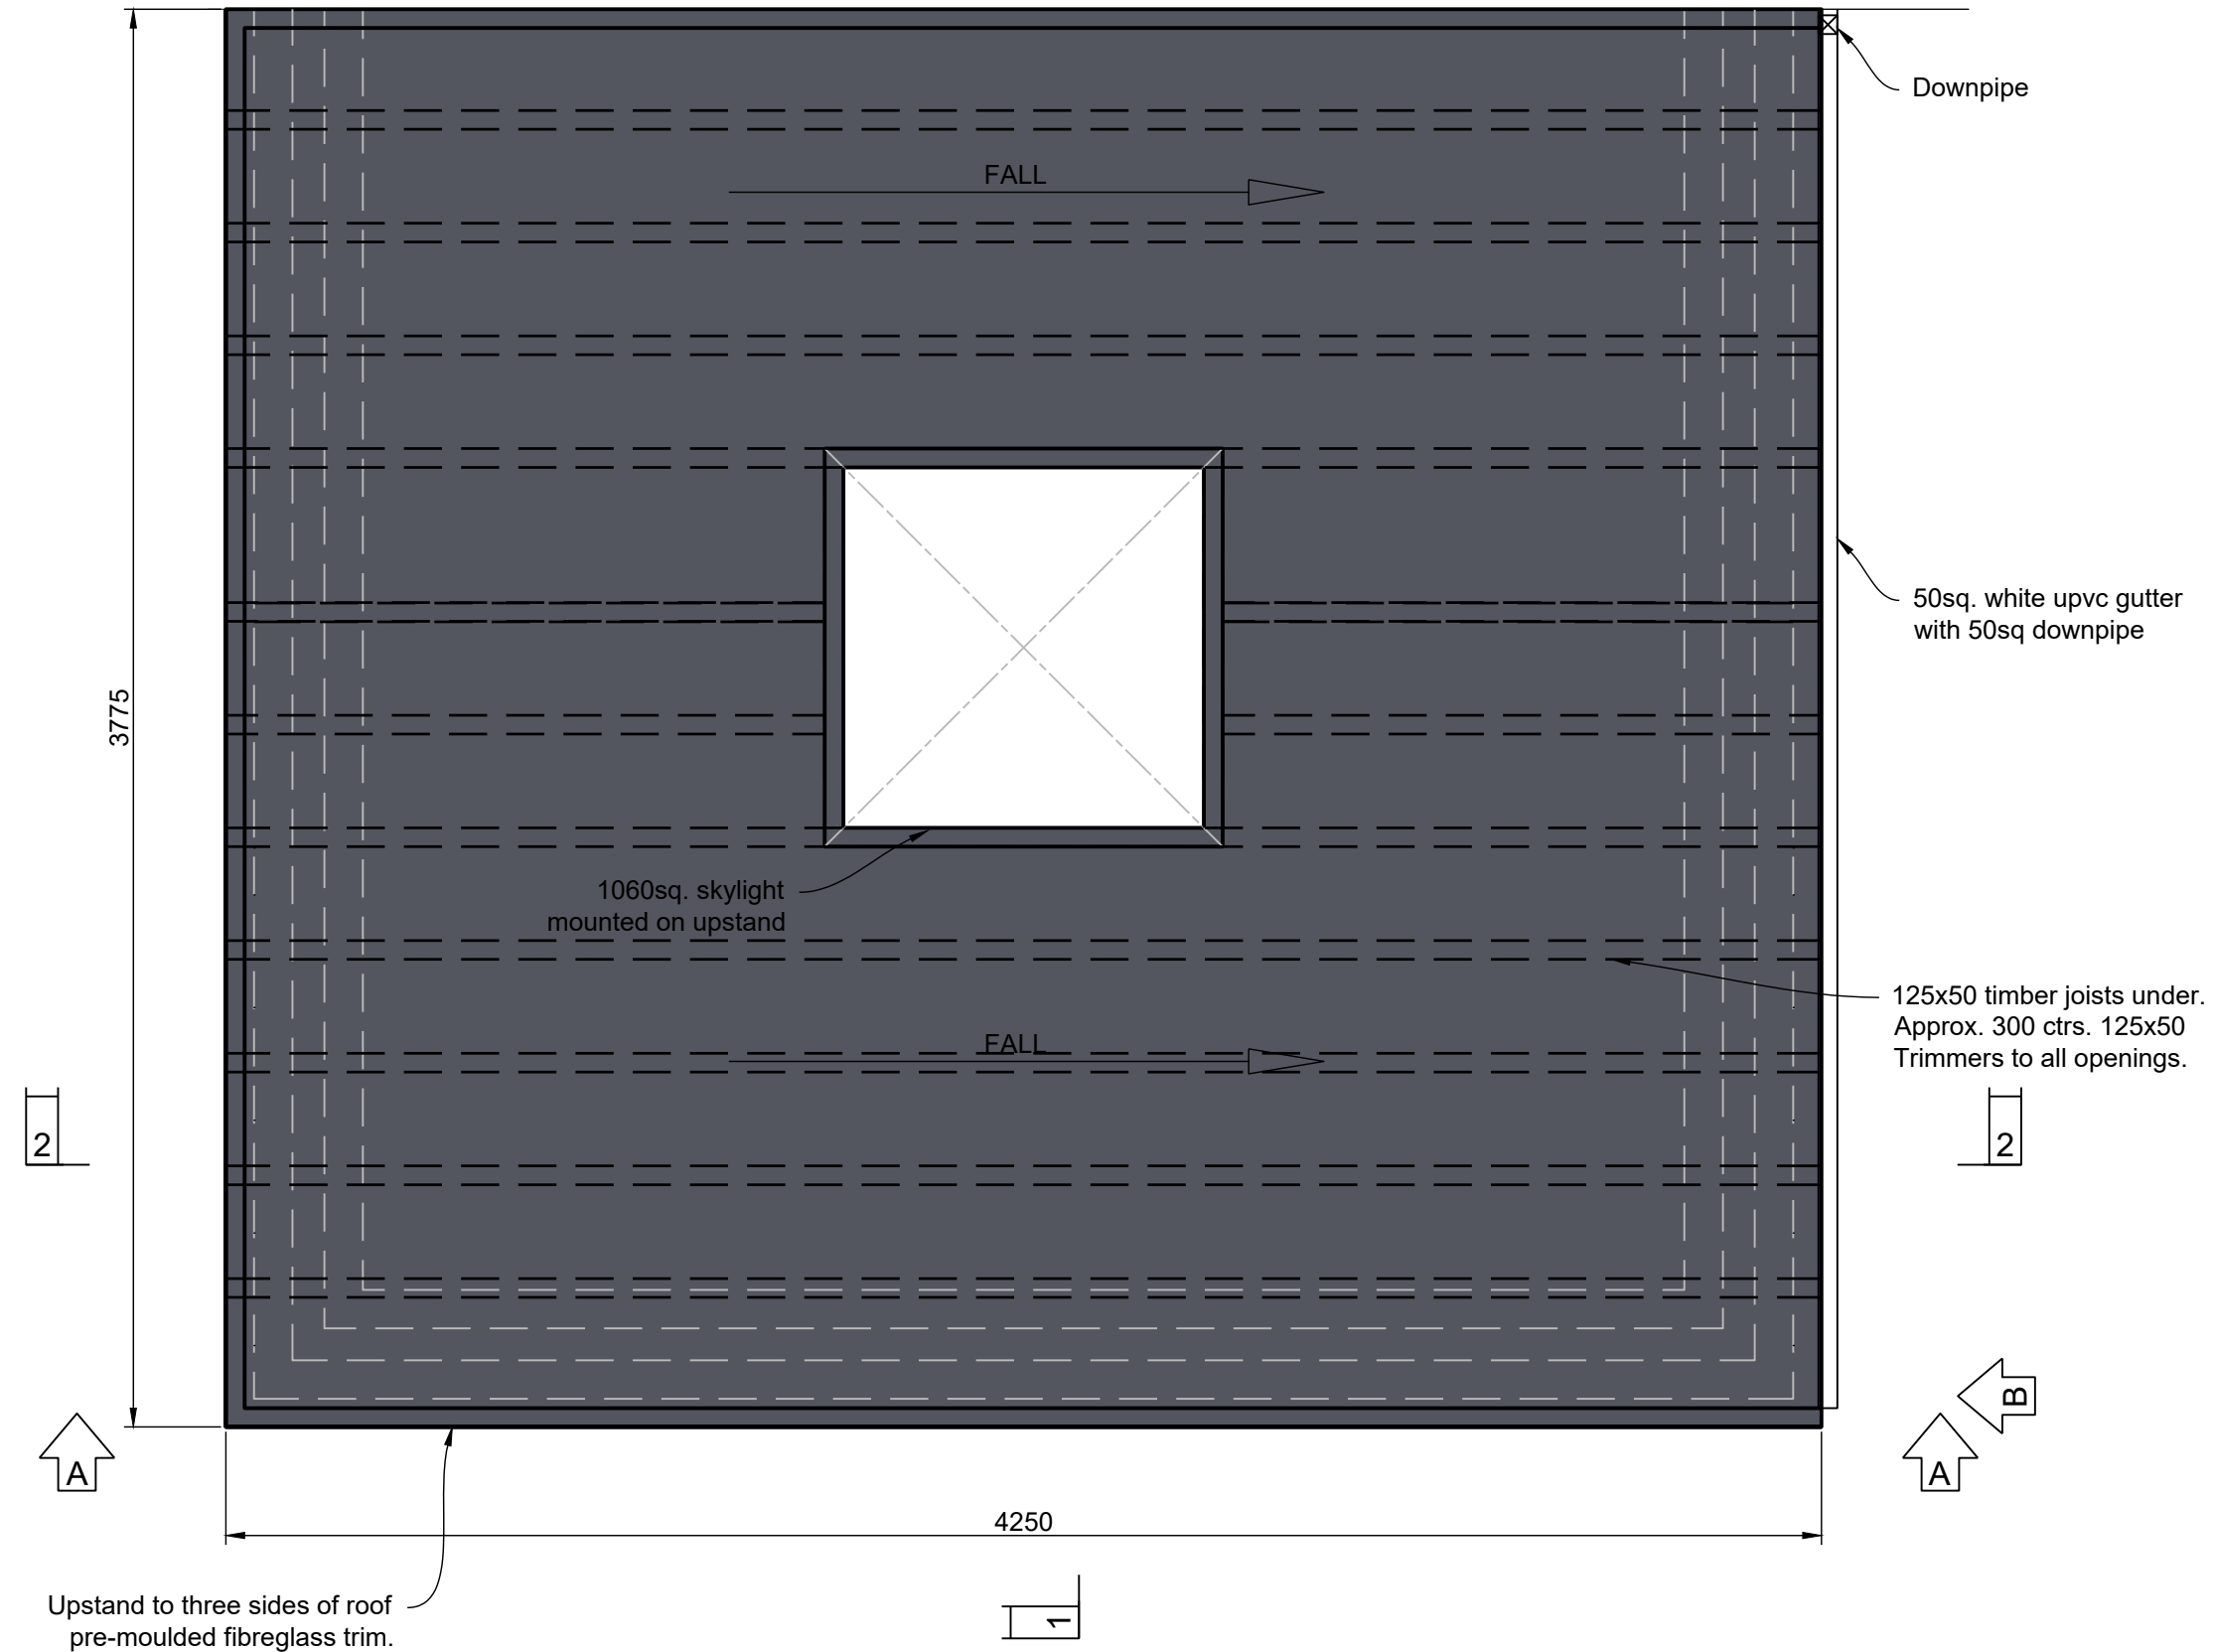 Downpipe
FALL
50sq. white upvc gutter
with 50sq downpipe
3775
1060sq. skylight
mounted on upstand
125x50 timber joists under.
Approx. 300 ctrs. 125x50
Trimmers to all openings.
FALL
2
2
B
A
A
4250
Upstand to three sides of roof
pre-moulded fibreglass trim.
1